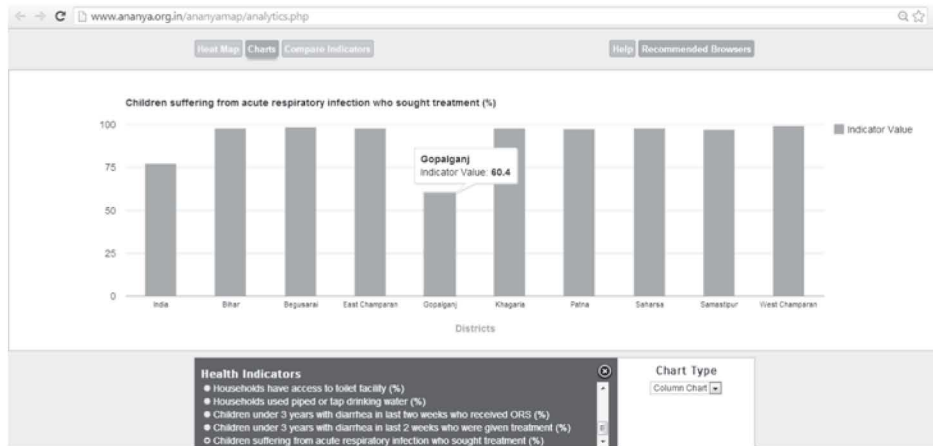 www.ananya.org.in/ananyamap/analytics.php
Heat Map Charts Compare Indicators Help Recommended Browsers
Children suffering from acute respiratory infection who sought treatment (%)
100
Indicator Value
Gopalganj
Indicator Value: 60.4
75
50
25
0
India Bihar Begusarai East Champaran Gopalganj Khagaria Patna Saharsa Samastipur West Champaran
Districts
Health Indicators
Households have access to toilet facility (%)
Households used piped or tap drinking water (%)
Children under 3 years with diarrhea in last two weeks who received ORS (%)
Children under 3 years with diarrhea in last 2 weeks who were given treatment (%)
Children suffering from acute respiratory infection who sought treatment (%)
Chart Type
Column Chart